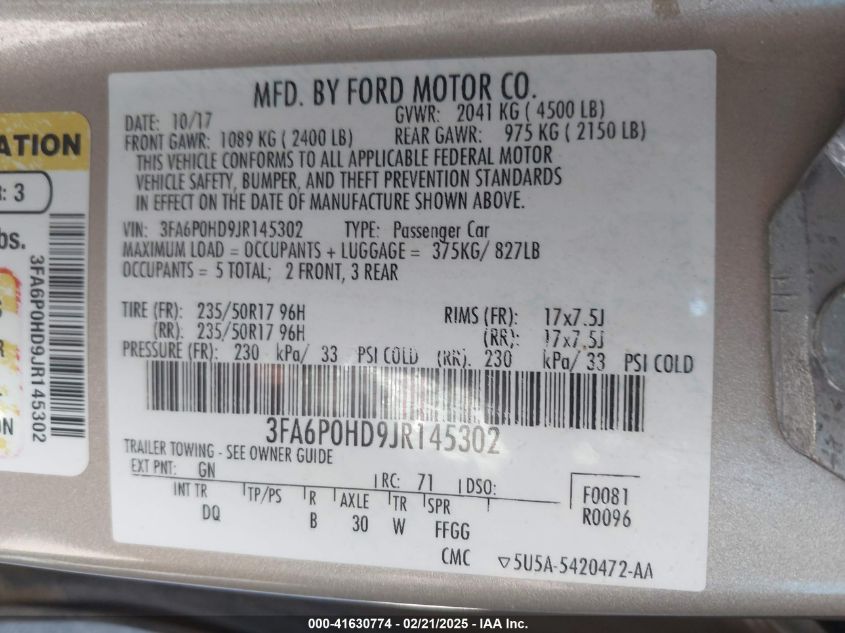 MFD. BY FORD MOTOR CO.
DATE: 10/17 GVWR: 2041 KG ( 4500 LB)
FRONT GAWR: 1089 KG ( 2400 LB) REAR GAWR: 975 KG ( 2150 LB)
THIS VEHICLE CONFORMS TO ALL APPLICABLE FEDERAL MOTOR
VEHICLE SAFETY, BUMPER, AND THEFT PREVENTION STANDARDS
IN EFFECT ON THE DATE OF MANUFACTURE SHOWN ABOVE.
VIN: 3FA6P0HD9JR145302 TYPE: Passenger Car
MAXIMUM LOAD = OCCUPANTS + LUGGAGE = 375KG/ 827LB
OCCUPANTS = 5 TOTAL; 2 FRONT, 3 REAR
TIRE (FR): 235/50R17 96H RIMS (FR): 17x7.5J
(RR): 235/50R17 96H (RR): 17x7.5J
PRESSURE (FR): 230 kPa/ 33 PSI COLD (RR): 230 kPa/ 33 PSI COLD
3FA6P0HD9JR145302
TRAILER TOWING - SEE OWNER GUIDE
EXT PNT: GN RC: 71 DSO:
INT TR TP/PS R AXLE TR SPR
DQ B 30 W FFGG
F0081
R0096
CMC ▽5U5A-5420472-AA
ATION
: 3
bs.
3FA6P0HD9JR145302
R
ON
000-41630774 - 02/21/2025 - IAA Inc.